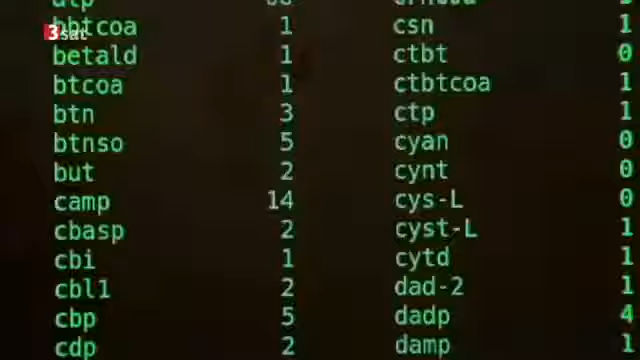 3sat
bbtcoa 1 csn 1
betald 1 ctbt 0
btcoa 1 ctbtcoa 1
btn 3 ctp 1
btnso 5 cyan 0
but 2 cynt 0
camp 14 cys-L 0
cbasp 2 cyst-L 1
cbi 1 cytd 1
cbl1 2 dad-2 1
cbp 5 dadp 4
cdp 2 damp 1